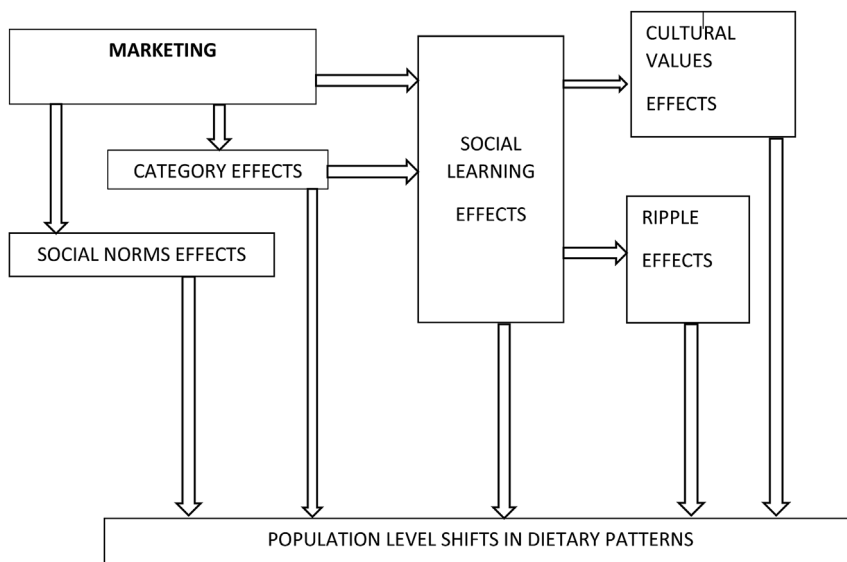 MARKETING
CATEGORY EFFECTS
SOCIAL NORMS EFFECTS
SOCIAL
LEARNING
EFFECTS
CULTURAL
VALUES
EFFECTS
RIPPLE
EFFECTS
POPULATION LEVEL SHIFTS IN DIETARY PATTERNS